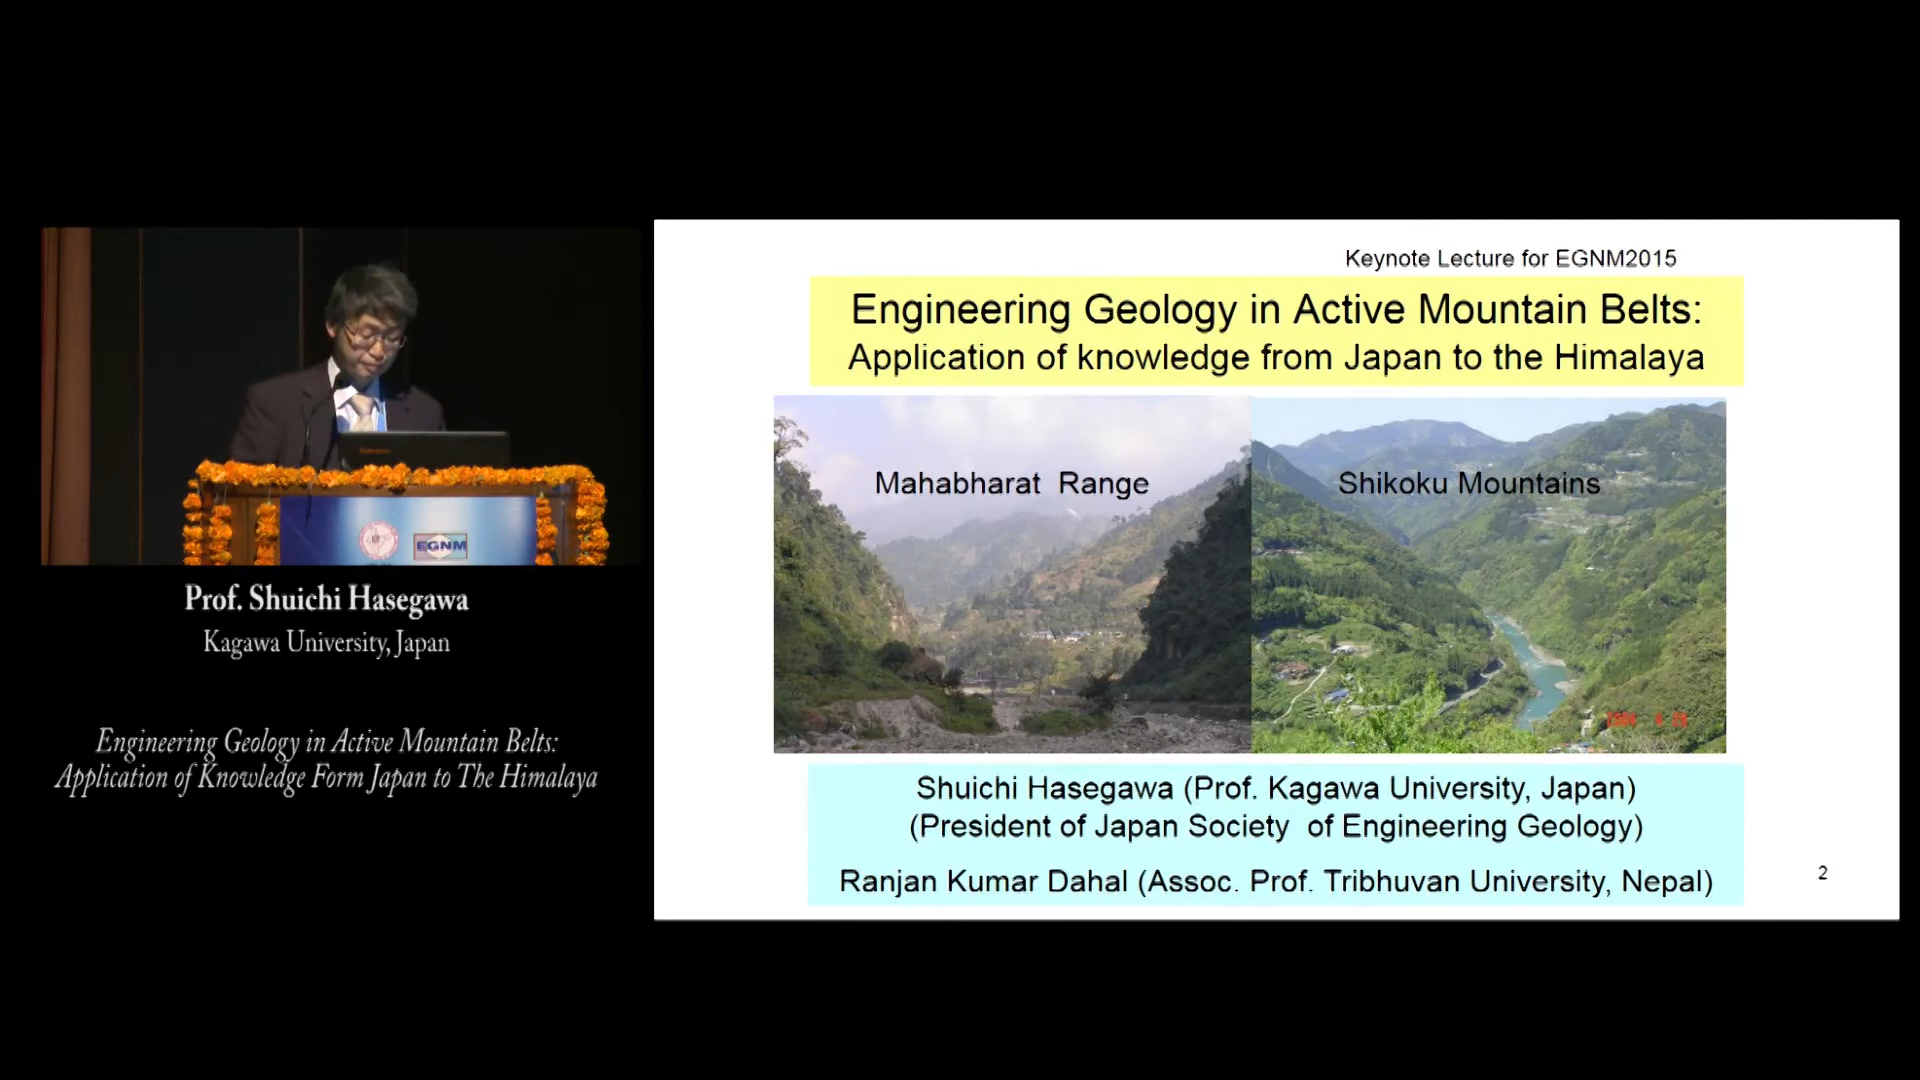 EGNM
Prof. Shuichi Hasegawa
Kagawa University, Japan
Engineering Geology in Active Mountain Belts:
Application of Knowledge Form Japan to The Himalaya
Keynote Lecture for EGNM2015
Engineering Geology in Active Mountain Belts:
Application of knowledge from Japan to the Himalaya
Mahabharat Range
Shikoku Mountains
Shuichi Hasegawa (Prof. Kagawa University, Japan)
(President of Japan Society of Engineering Geology)
Ranjan Kumar Dahal (Assoc. Prof. Tribhuvan University, Nepal)
2